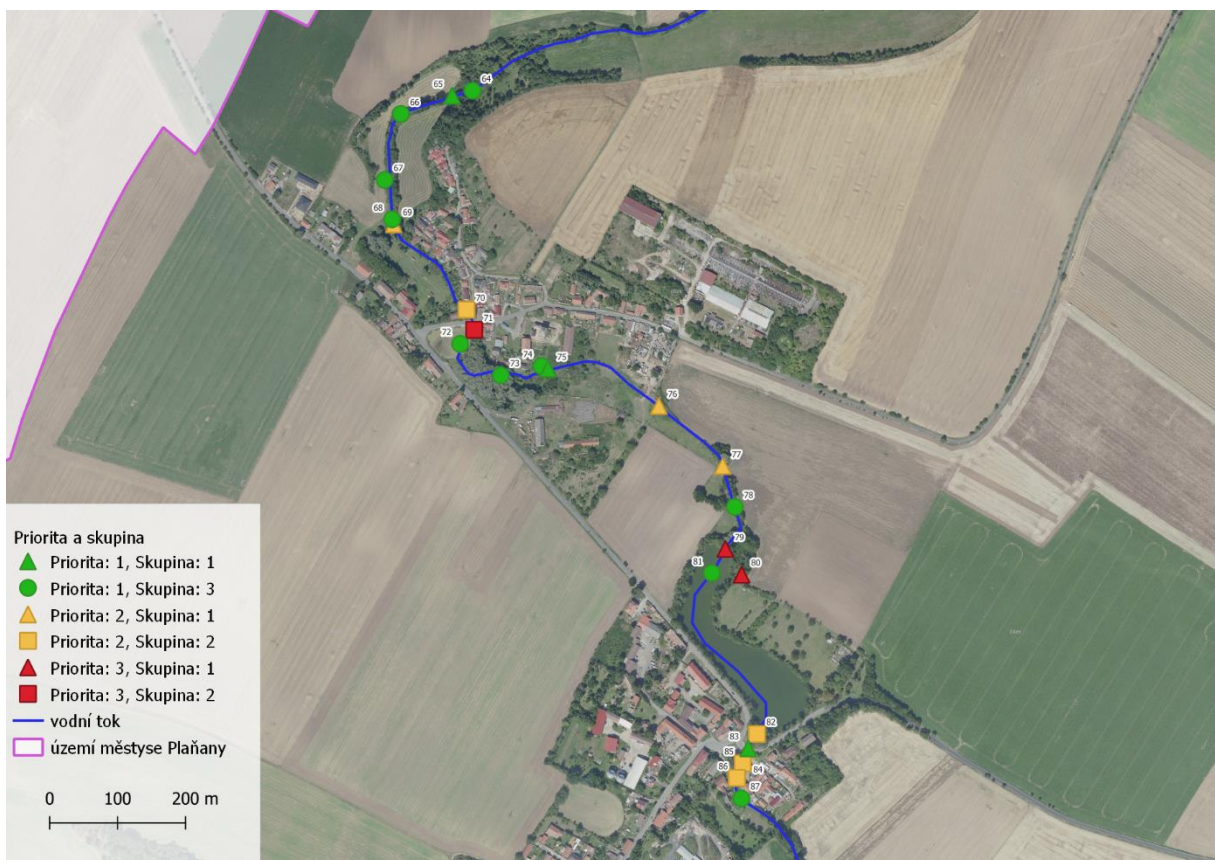 65
64
66
67
68
69
70
71
72
74
75
73
76
77
78
79
81
80
82
83
85
84
86
87
Priorita a skupina
Priorita: 1, Skupina: 1
Priorita: 1, Skupina: 3
Priorita: 2, Skupina: 1
Priorita: 2, Skupina: 2
Priorita: 3, Skupina: 1
Priorita: 3, Skupina: 2
vodní tok
území městyse Plaňany
0 100 200 m